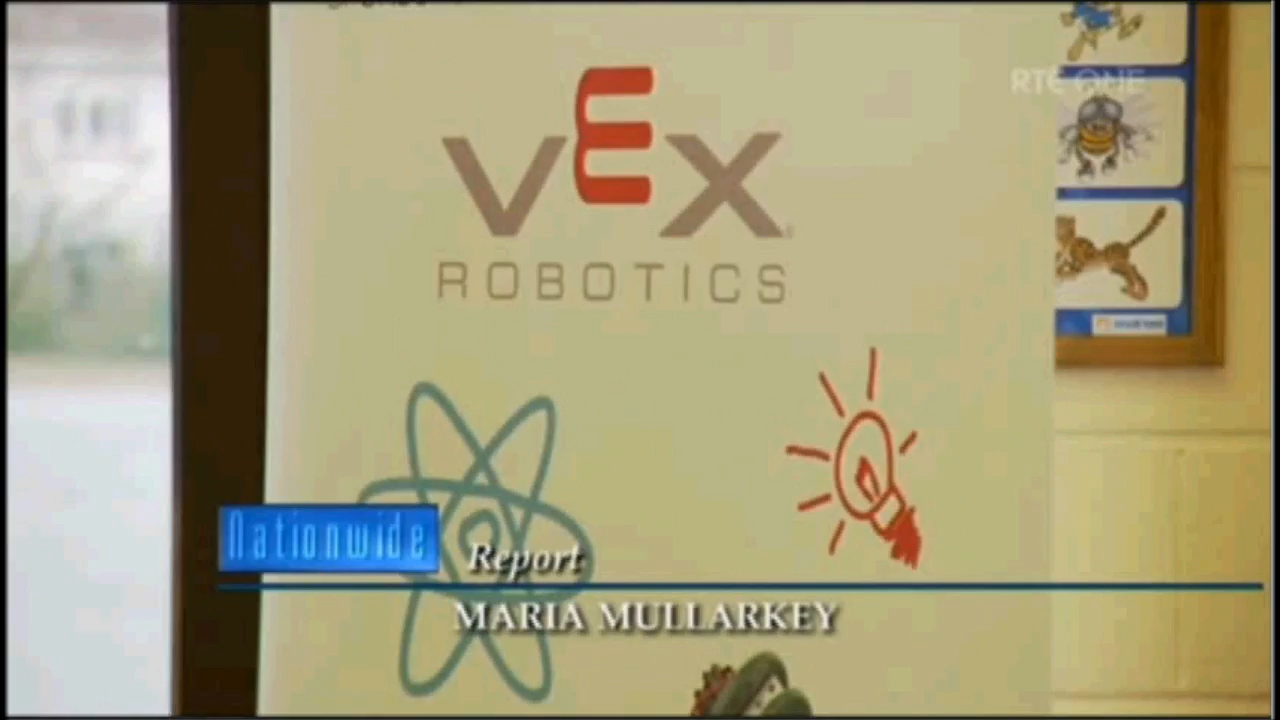 RTÉ ONE
VEX
ROBOTICS
Nationwide
Report
MARIA MULLARKEY